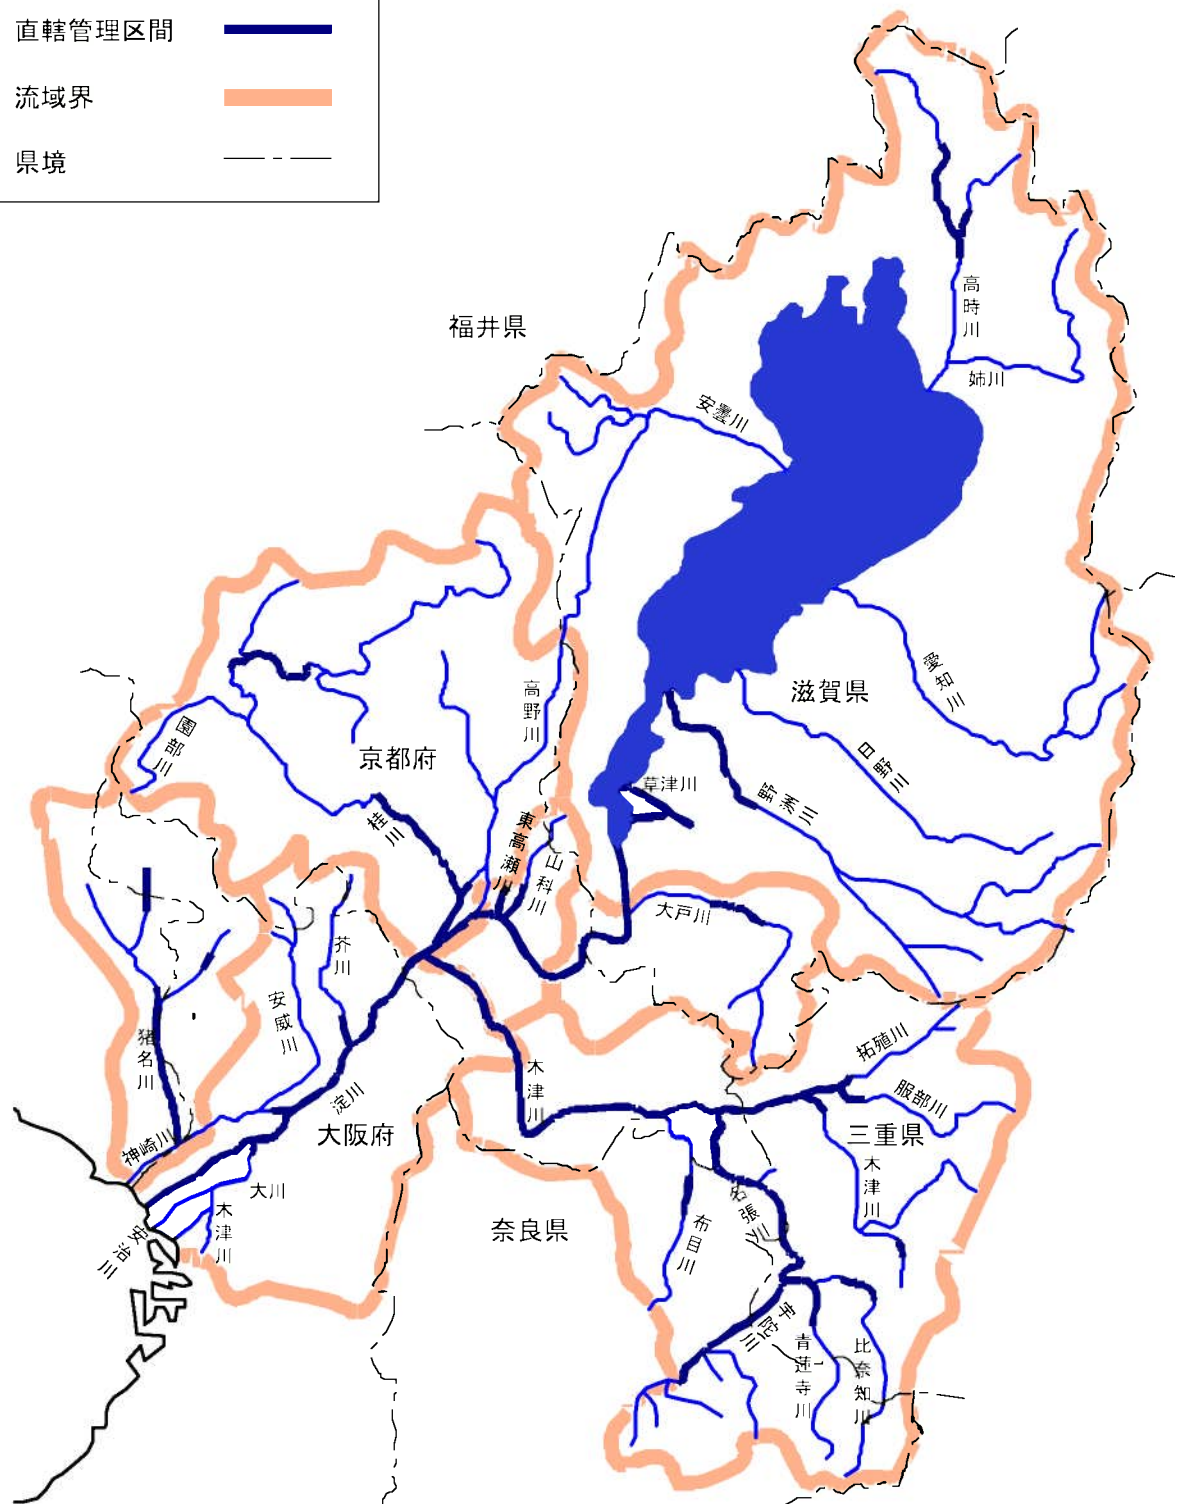 直轄管理区間
流域界
県境
高時川
福井県
姉川
安曇川
愛知川
滋賀県
高野川
園部川
日野川
京都府
草津川
野洲川
桂川
東高瀬川
山科川
大戸川
芥川
安威川
猪名川
拓殖川
木津川
淀川
服部川
大阪府
三重県
神崎川
木津川
大川
名張川
布目川
奈良県
木津川
安治川
宇陀川
青蓮寺川
比奈知川